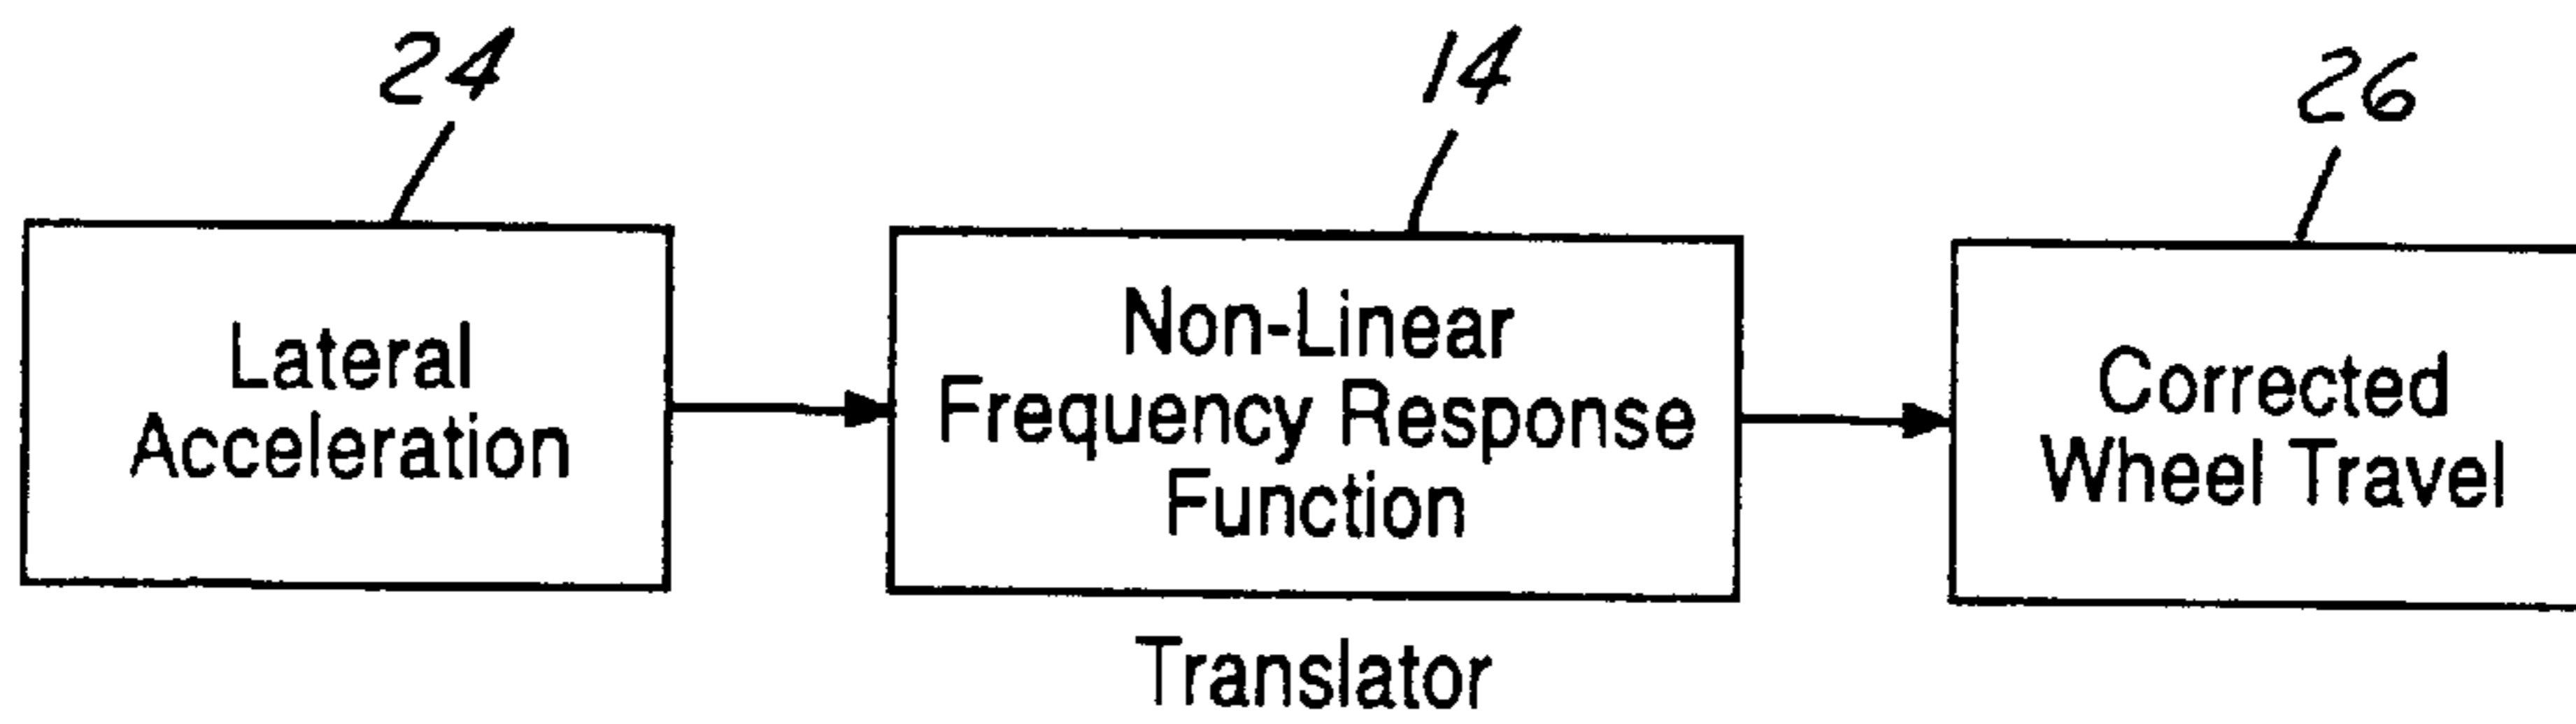 24
14
26
Lateral
Acceleration
Non-Linear
Frequency Response
Function
Corrected
Wheel Travel
Translator